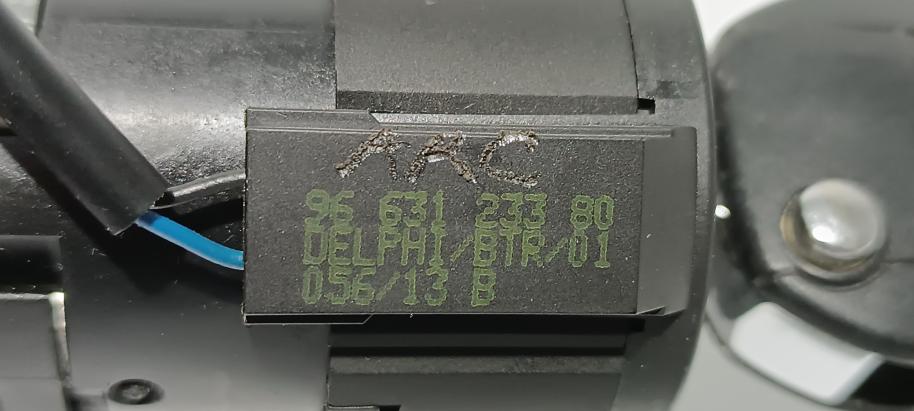 ARC
96 631 233 80
DELPHI/BTR/01
056/13 B